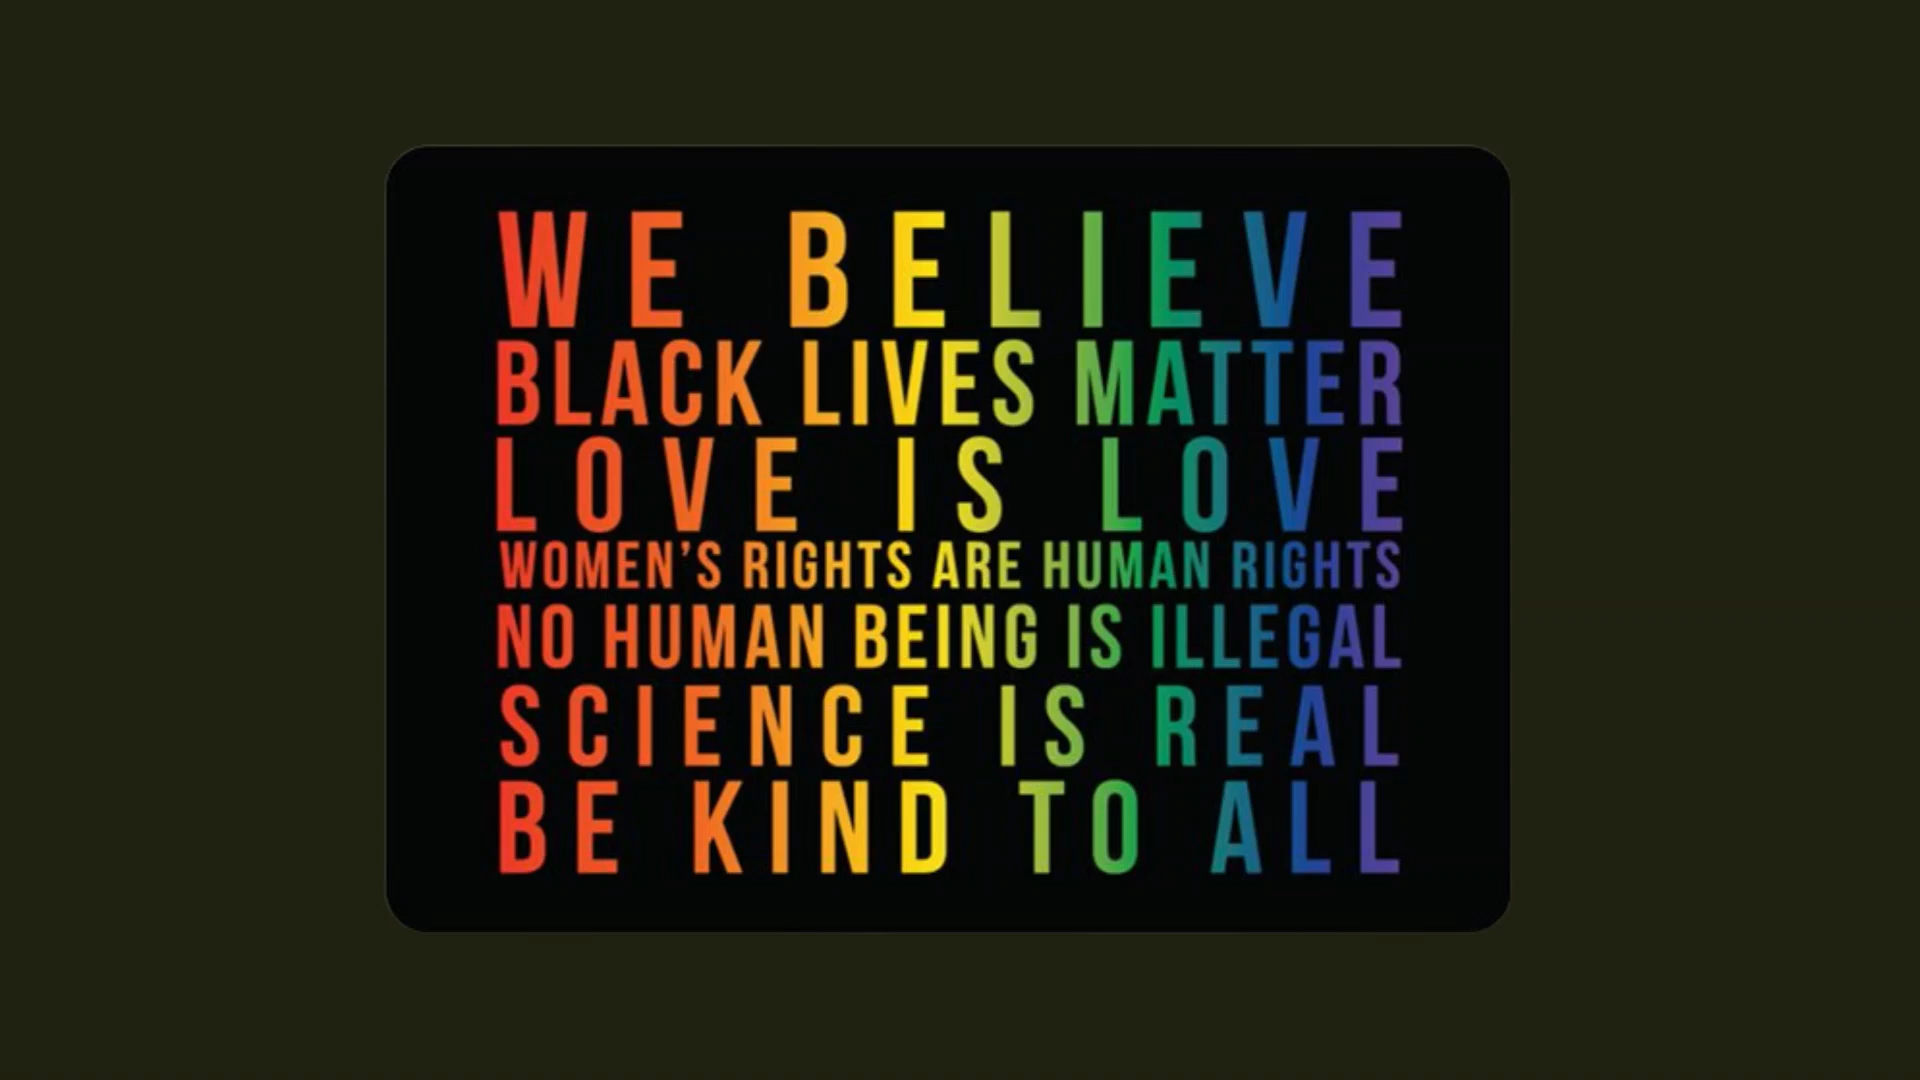 WE BELIEVE
BLACK LIVES MATTER
LOVE IS LOVE
WOMEN’S RIGHTS ARE HUMAN RIGHTS
NO HUMAN BEING IS ILLEGAL
SCIENCE IS REAL
BE KIND TO ALL